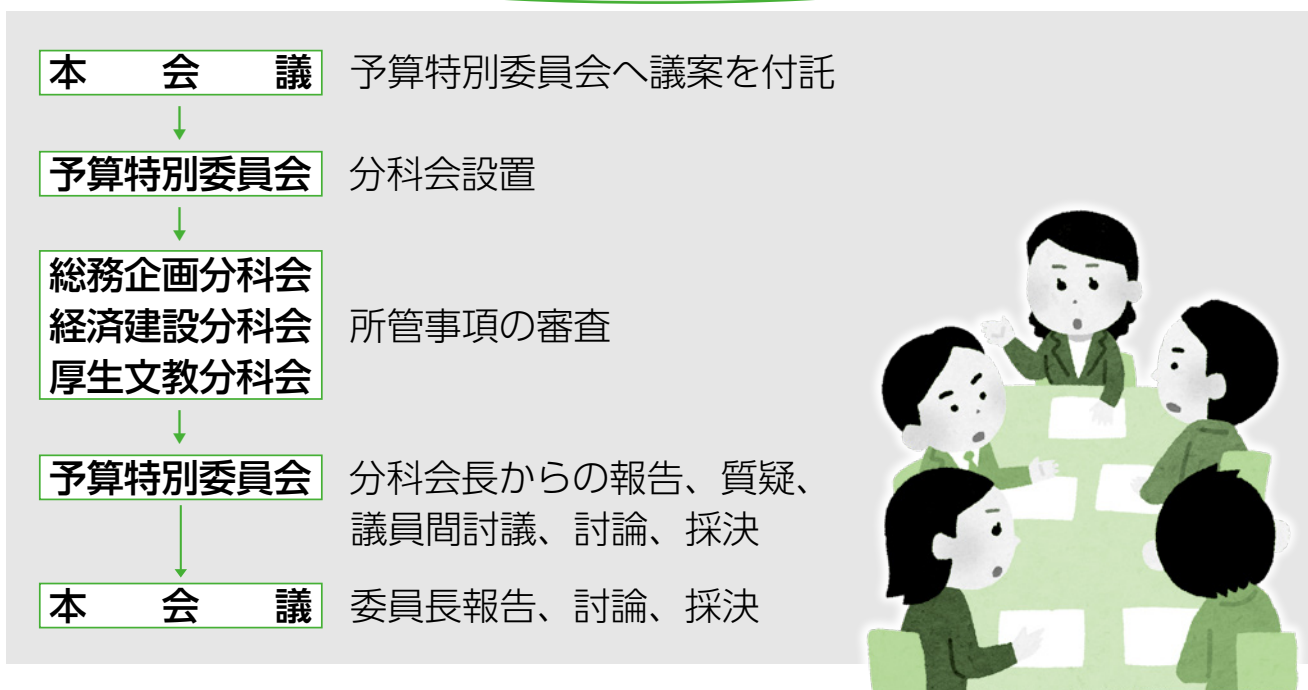 本会議 予算特別委員会へ議案を付託
予算特別委員会 分科会設置
総務企画分科会
経済建設分科会 所管事項の審査
厚生文教分科会
予算特別委員会 分科会長からの報告、質疑、
議員間討議、討論、採決
本会議 委員長報告、討論、採決